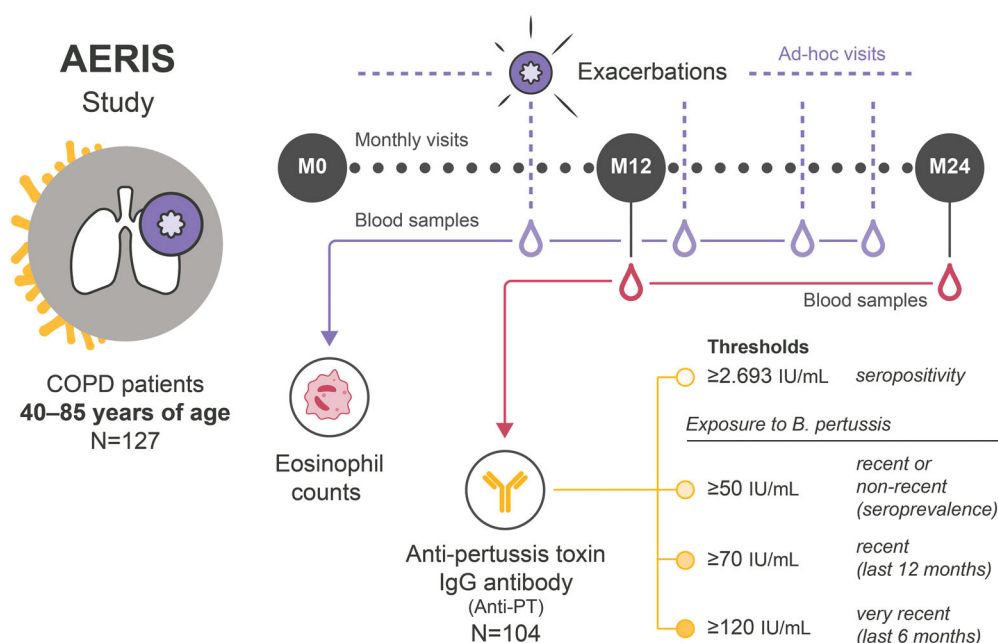 AERIS
Study
COPD patients
40–85 years of age
N=127
Exacerbations
Ad-hoc visits
Monthly visits
M0
M12
M24
Blood samples
Blood samples
Eosinophil
counts
Anti-pertussis toxin
IgG antibody
(Anti-PT)
N=104
Thresholds
≥2.693 IU/mL seropositivity
Exposure to B. pertussis
≥50 IU/mL
recent or
non-recent
(seroprevalence)
≥70 IU/mL
recent
(last 12 months)
≥120 IU/mL
very recent
(last 6 months)